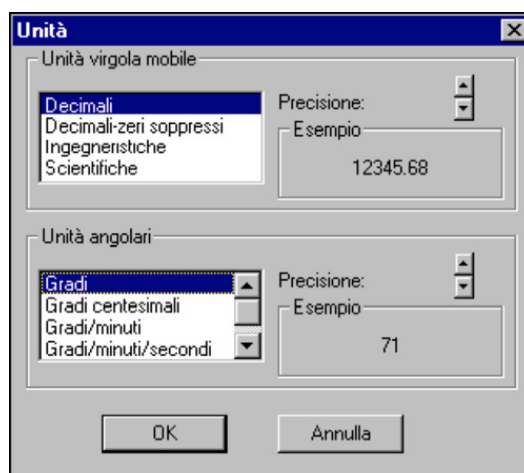 Unità
Unità virgola mobile
Decimali
Decimali-zeri soppressi
Ingegneristiche
Scientifiche
Precisione:
Esempio
12345.68
Unità angolari
Gradi
Gradi centesimali
Gradi/minuti
Gradi/minuti/secondi
Precisione:
Esempio
71
OK
Annulla